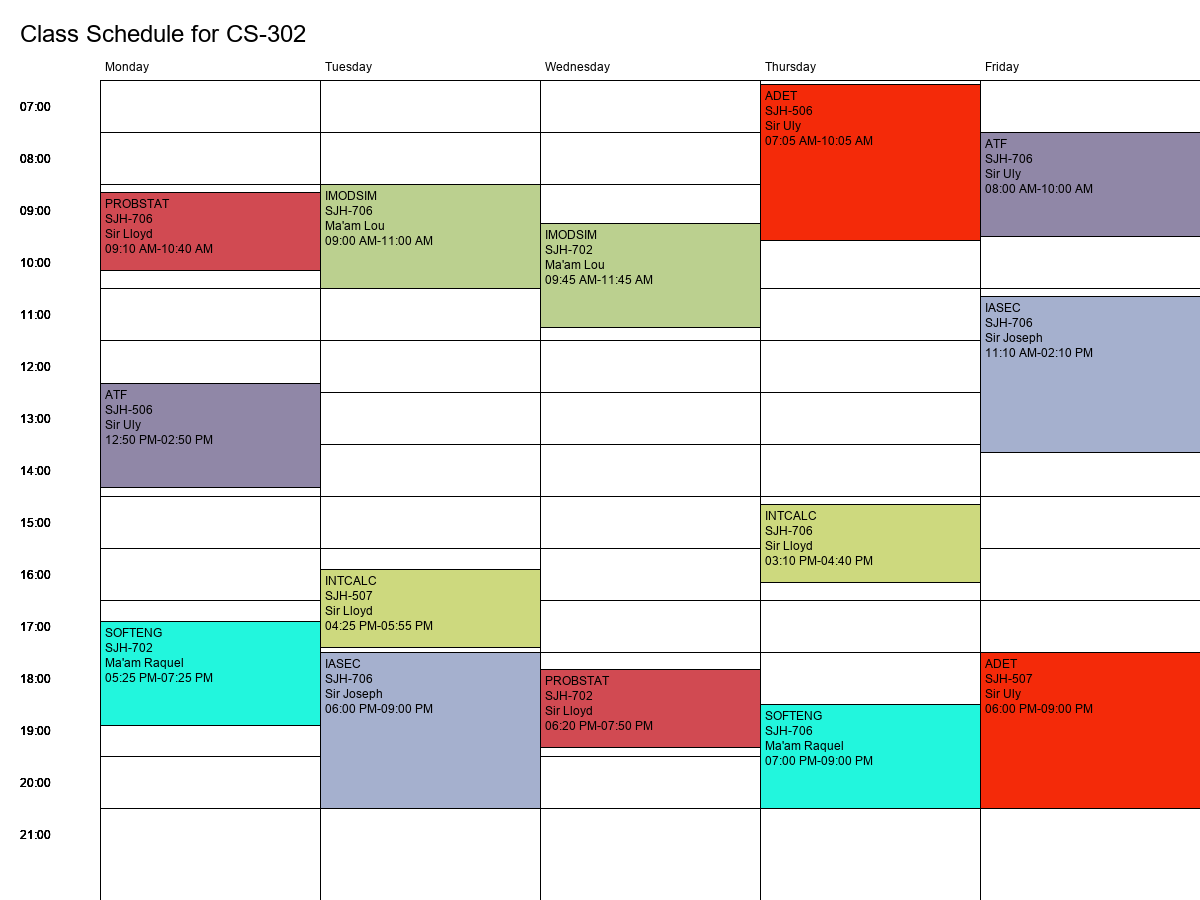 Class Schedule for CS-302
Monday
Tuesday
Wednesday
Thursday
Friday
07:00
08:00
09:00
10:00
11:00
12:00
13:00
14:00
15:00
16:00
17:00
18:00
19:00
20:00
21:00
PROBSTAT
SJH-706
Sir Lloyd
09:10 AM-10:40 AM
ATF
SJH-506
Sir Uly
12:50 PM-02:50 PM
SOFTENG
SJH-702
Ma'am Raquel
05:25 PM-07:25 PM
IMODSIM
SJH-706
Ma'am Lou
09:00 AM-11:00 AM
INTCALC
SJH-507
Sir Lloyd
04:25 PM-05:55 PM
IASEC
SJH-706
Sir Joseph
06:00 PM-09:00 PM
IMODSIM
SJH-702
Ma'am Lou
09:45 AM-11:45 AM
PROBSTAT
SJH-702
Sir Lloyd
06:20 PM-07:50 PM
ADET
SJH-506
Sir Uly
07:05 AM-10:05 AM
INTCALC
SJH-706
Sir Lloyd
03:10 PM-04:40 PM
SOFTENG
SJH-706
Ma'am Raquel
07:00 PM-09:00 PM
ATF
SJH-706
Sir Uly
08:00 AM-10:00 AM
IASEC
SJH-706
Sir Joseph
11:10 AM-02:10 PM
ADET
SJH-507
Sir Uly
06:00 PM-09:00 PM